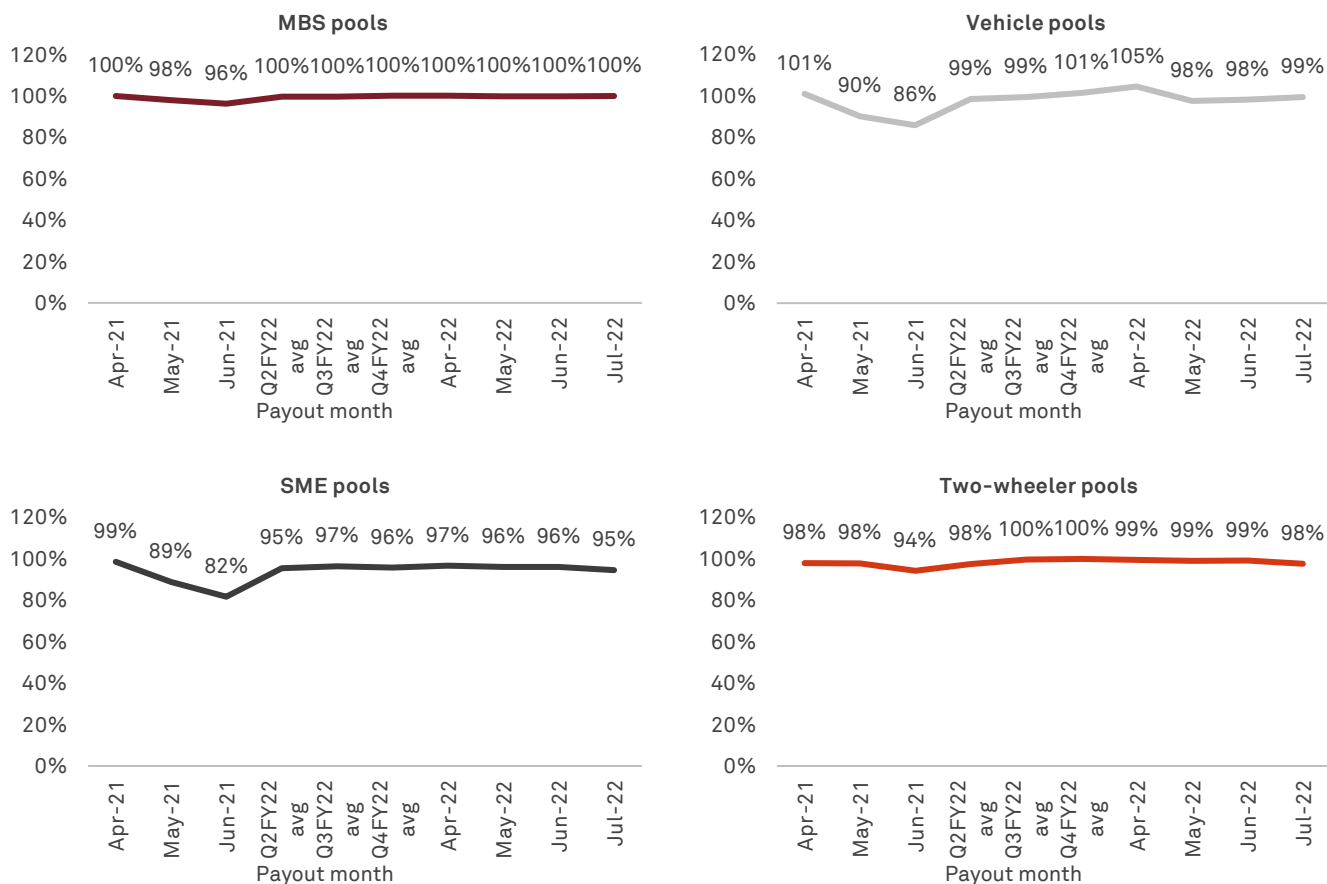 MBS pools
120%
100%
80%
60%
40%
20%
0%
100% 98% 96% 100% 100% 100% 100% 100% 100% 100%
Apr-21
May-21
Jun-21
Q2FY22
avg
Q3FY22
avg
Q4FY22
avg
Apr-22
May-22
Jun-22
Jul-22
Payout month
Vehicle pools
120%
100%
80%
60%
40%
20%
0%
101% 90% 86% 99% 99% 101% 105% 98% 98% 99%
Apr-21
May-21
Jun-21
Q2FY22
avg
Q3FY22
avg
Q4FY22
avg
Apr-22
May-22
Jun-22
Jul-22
Payout month
SME pools
120%
100%
80%
60%
40%
20%
0%
99% 89% 82% 95% 97% 96% 97% 96% 96% 95%
Apr-21
May-21
Jun-21
Q2FY22
avg
Q3FY22
avg
Q4FY22
avg
Apr-22
May-22
Jun-22
Jul-22
Payout month
Two-wheeler pools
120%
100%
80%
60%
40%
20%
0%
98% 98% 94% 98% 100% 100% 99% 99% 99% 98%
Apr-21
May-21
Jun-21
Q2FY22
avg
Q3FY22
avg
Q4FY22
avg
Apr-22
May-22
Jun-22
Jul-22
Payout month